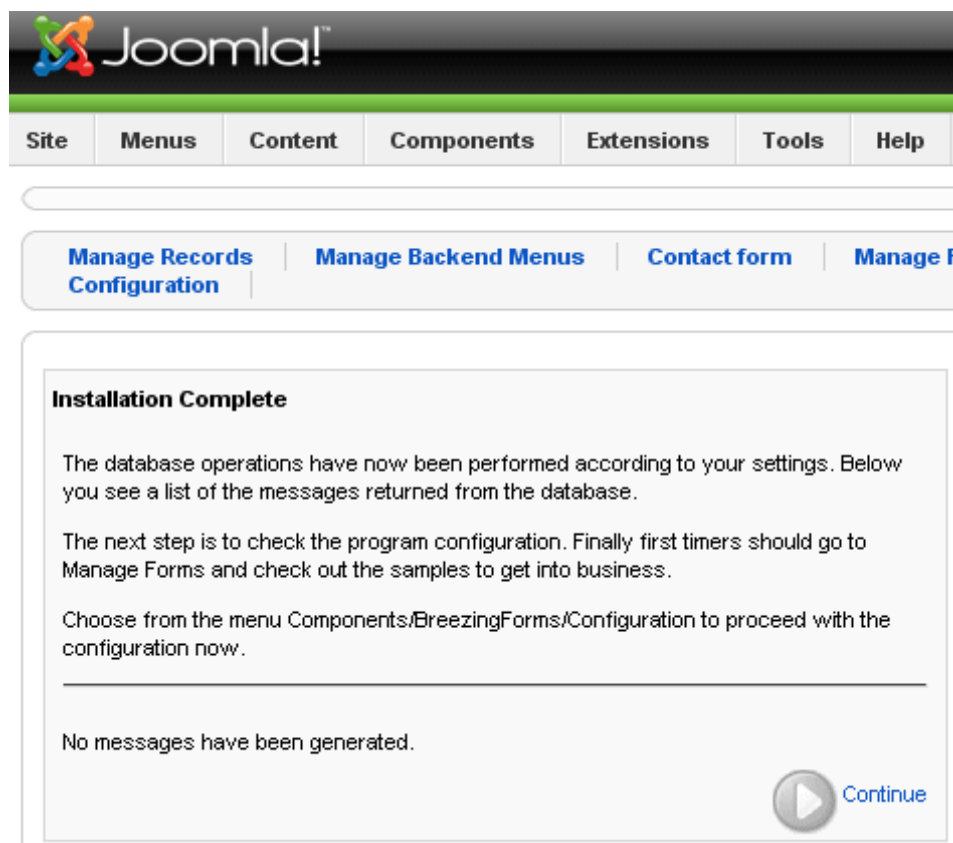 Joomla!™
Site Menus Content Components Extensions Tools Help
Manage Records Manage Backend Menus Contact form Manage
Configuration
Installation Complete
The database operations have now been performed according to your settings. Below
you see a list of the messages returned from the database.
The next step is to check the program configuration. Finally first timers should go to
Manage Forms and check out the samples to get into business.
Choose from the menu Components/BreezingForms/Configuration to proceed with the
configuration now.
No messages have been generated.
Continue